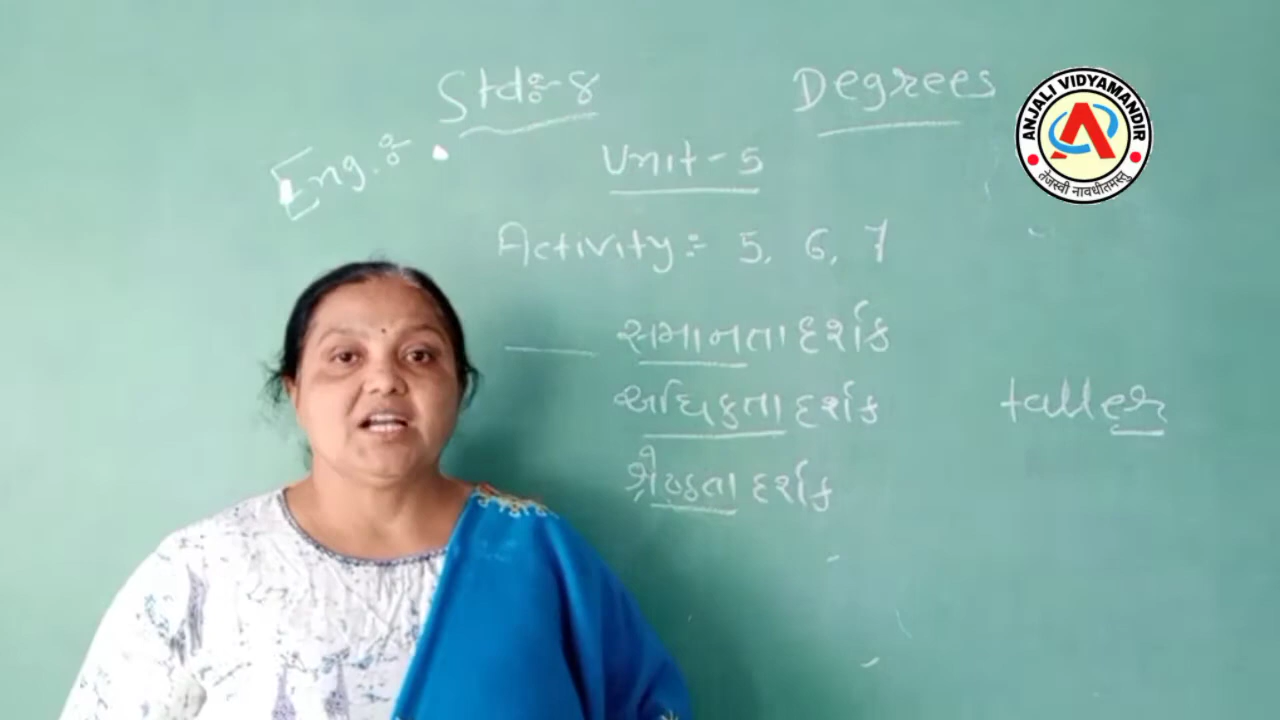 Std:- ૪
Degrees
Eng.:-
Unit - 5
Activity:- 5, 6, 7
સમાનતા દર્શક
અધિકતા દર્શક
taller
શ્રેષ્ઠતા દર્શક
ANJALI VIDYAMANDIR
A
तेजस्वी नावधीतमस्तु